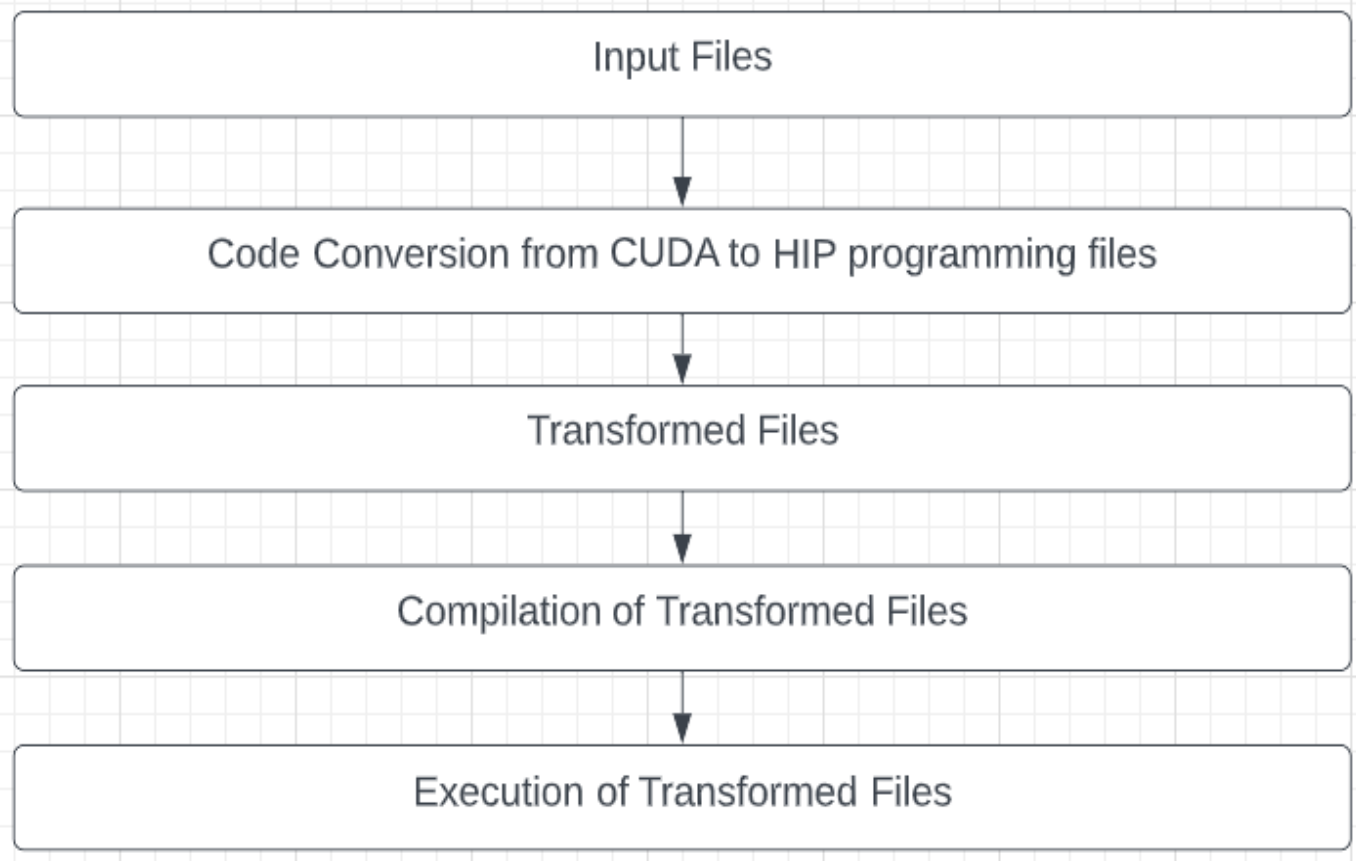 Input Files
Code Conversion from CUDA to HIP programming files
Transformed Files
Compilation of Transformed Files
Execution of Transformed Files